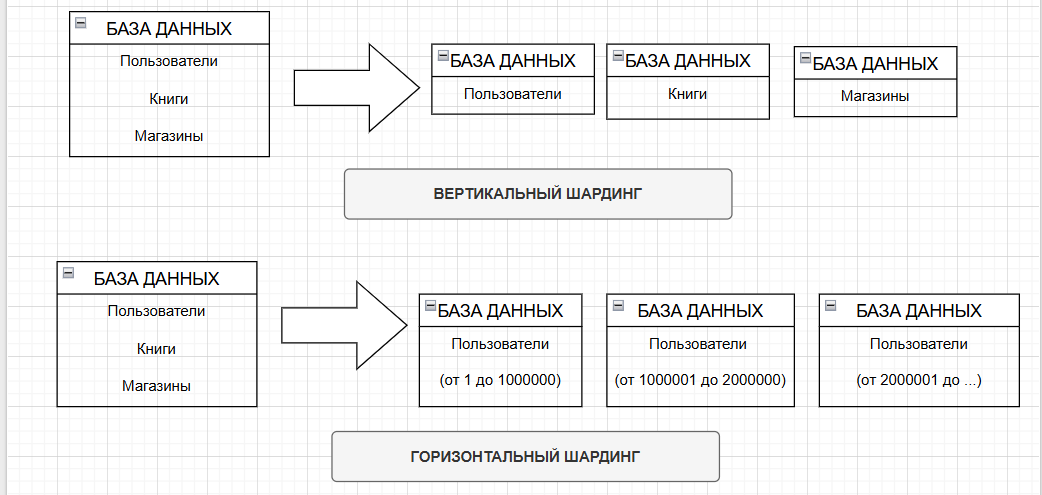 БАЗА ДАННЫХ
Пользователи
Книги
Магазины
БАЗА ДАННЫХ
Пользователи
БАЗА ДАННЫХ
Книги
БАЗА ДАННЫХ
Магазины
ВЕРТИКАЛЬНЫЙ ШАРДИНГ
БАЗА ДАННЫХ
Пользователи
Книги
Магазины
БАЗА ДАННЫХ
Пользователи
(от 1 до 1000000)
БАЗА ДАННЫХ
Пользователи
(от 1000001 до 2000000)
БАЗА ДАННЫХ
Пользователи
(от 2000001 до ...)
ГОРИЗОНТАЛЬНЫЙ ШАРДИНГ